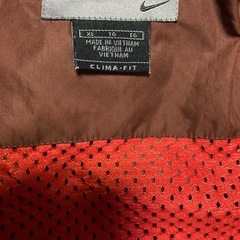 XL TG EG
MADE IN VIETNAM
FABRIQUE AU
VIETNAM
CLIMA-FIT